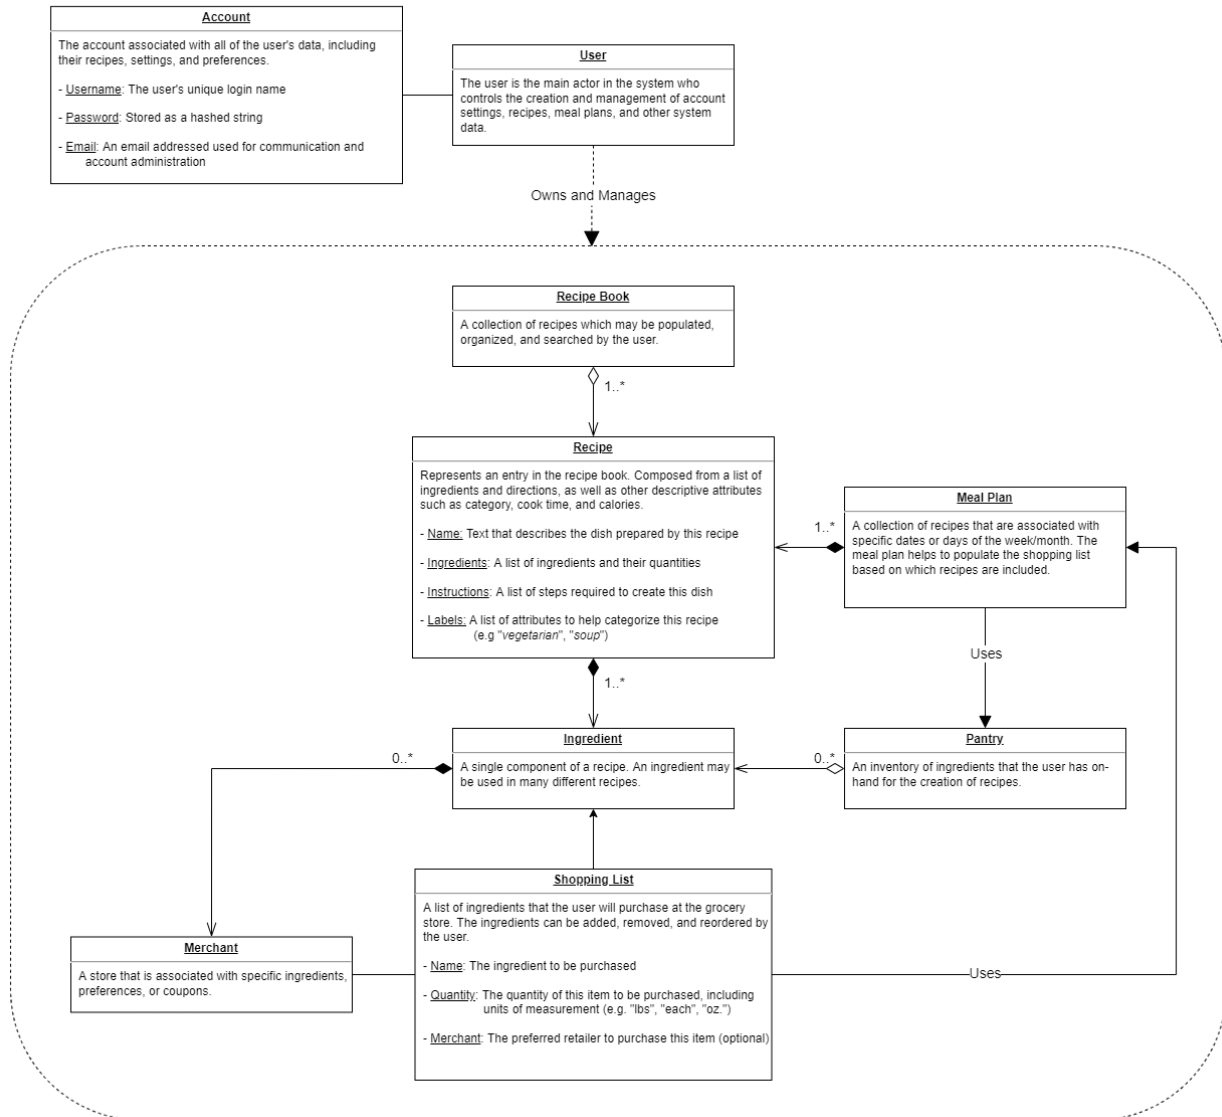 Account
The account associated with all of the user's data, including
their recipes, settings, and preferences.
- Username: The user's unique login name
- Password: Stored as a hashed string
- Email: An email addressed used for communication and
account administration
User
The user is the main actor in the system who
controls the creation and management of account
settings, recipes, meal plans, and other system
data.
Owns and Manages
Recipe Book
A collection of recipes which may be populated,
organized, and searched by the user.
1..*
Recipe
Represents an entry in the recipe book. Composed from a list of
ingredients and directions, as well as other descriptive attributes
such as category, cook time, and calories.
- Name: Text that describes the dish prepared by this recipe
- Ingredients: A list of ingredients and their quantities
- Instructions: A list of steps required to create this dish
- Labels: A list of attributes to help categorize this recipe
(e.g "vegetarian", "soup")
1..*
Meal Plan
A collection of recipes that are associated with
specific dates or days of the week/month. The
meal plan helps to populate the shopping list
based on which recipes are included.
Uses
1..*
Ingredient
A single component of a recipe. An ingredient may
be used in many different recipes.
0..*
0..*
Pantry
An inventory of ingredients that the user has on-
hand for the creation of recipes.
Shopping List
A list of ingredients that the user will purchase at the grocery
store. The ingredients can be added, removed, and reordered by
the user.
- Name: The ingredient to be purchased
- Quantity: The quantity of this item to be purchased, including
units of measurement (e.g. "lbs", "each", "oz.")
- Merchant: The preferred retailer to purchase this item (optional)
Merchant
A store that is associated with specific ingredients,
preferences, or coupons.
Uses